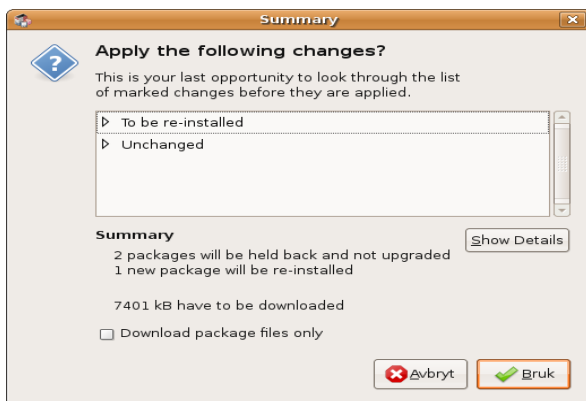 Summary
Apply the following changes?
This is your last opportunity to look through the list
of marked changes before they are applied.
To be re-installed
Unchanged
Summary
2 packages will be held back and not upgraded
1 new package will be re-installed
Show Details
7401 kB have to be downloaded
Download package files only
Avbryt
Bruk